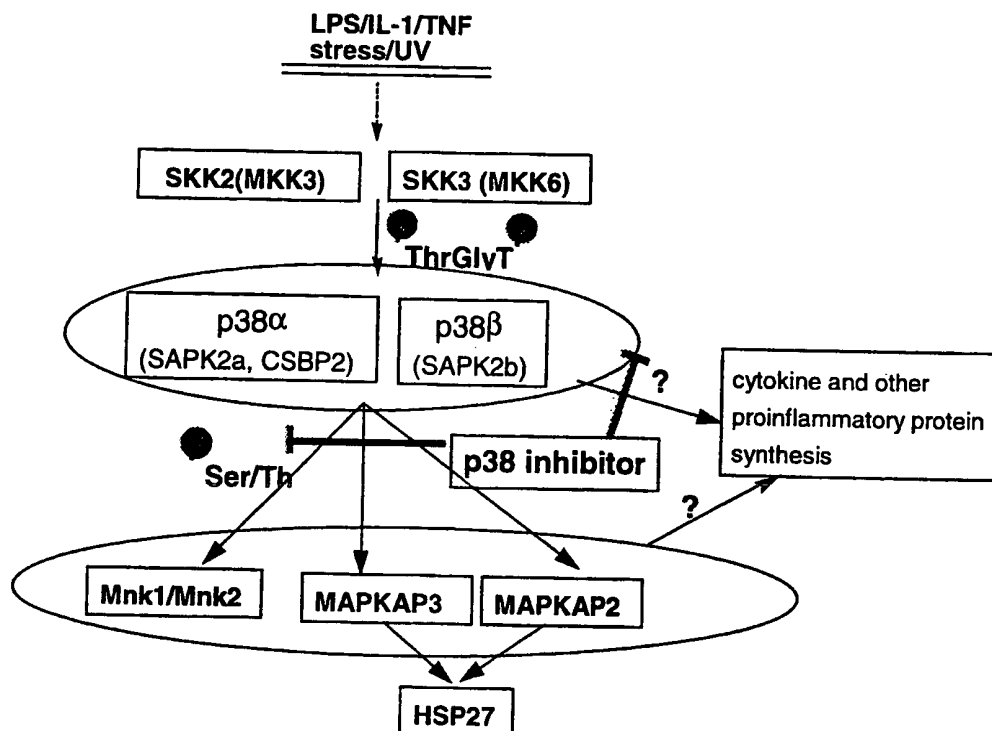 LPS/IL-1/TNF
stress/UV
SKK2(MKK3)
SKK3 (MKK6)
ThrGlyT
p38α
(SAPK2a, CSBP2)
p38β
(SAPK2b)
?
cytokine and other
proinflammatory protein
synthesis
p38 inhibitor
Ser/Th
?
Mnk1/Mnk2
MAPKAP3
MAPKAP2
HSP27